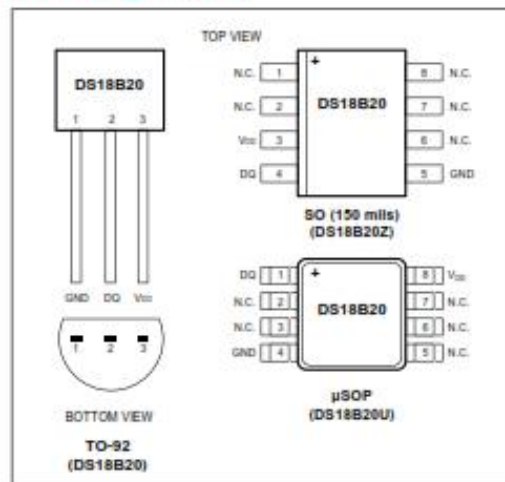 TOP VIEW
DS18B20
1 2 3
GND DQ VDD
1 2 3
BOTTOM VIEW
TO-92
(DS18B20)
+
DS18B20
N.C. 1 8 N.C.
N.C. 2 7 N.C.
VDD 3 6 N.C.
DQ 4 5 GND
SO (150 mils)
(DS18B20Z)
+
DS18B20
DQ 1 8 VDD
N.C. 2 7 N.C.
N.C. 3 6 N.C.
GND 4 5 N.C.
µSOP
(DS18B20U)